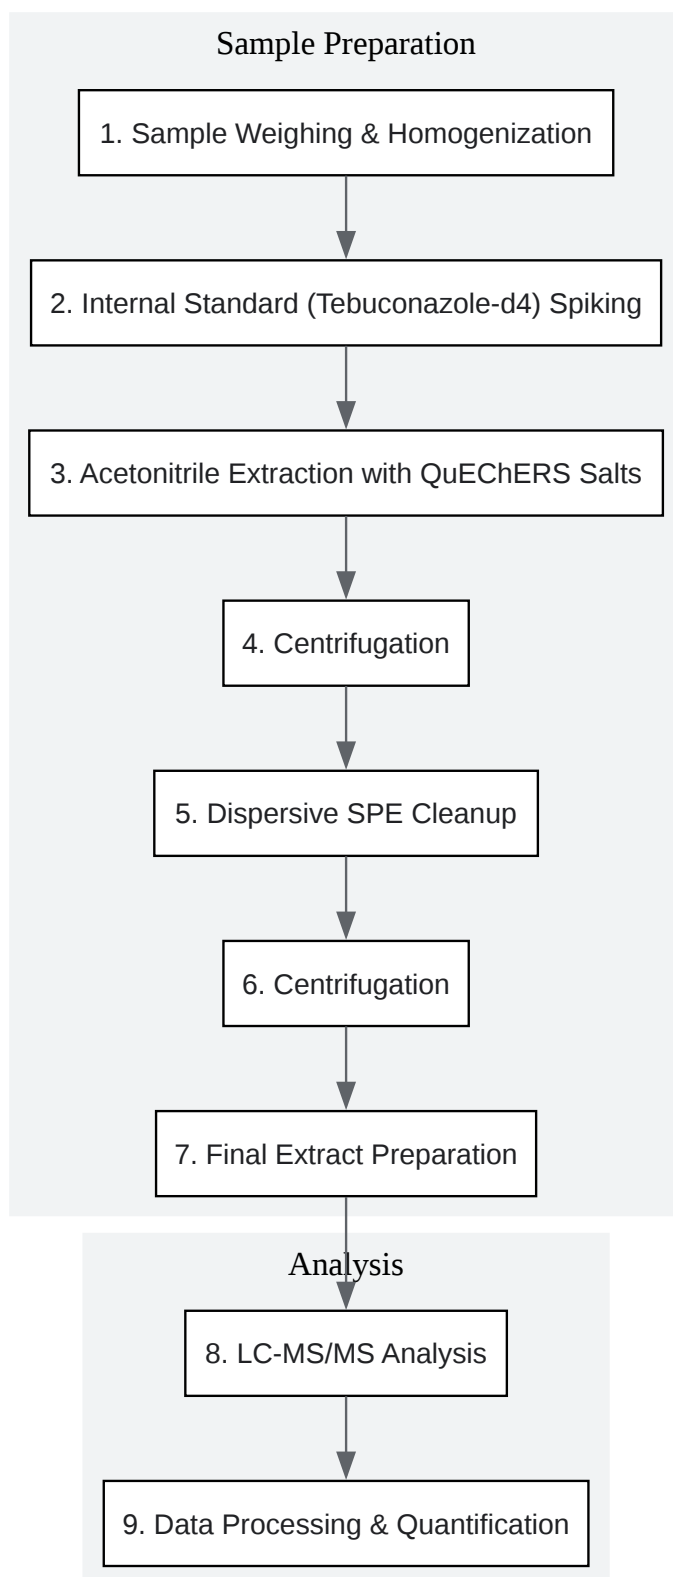 Sample Preparation
1. Sample Weighing & Homogenization
2. Internal Standard (Tebuconazole-d4) Spiking
3. Acetonitrile Extraction with QuEChERS Salts
4. Centrifugation
5. Dispersive SPE Cleanup
6. Centrifugation
7. Final Extract Preparation
Analysis
8. LC-MS/MS Analysis
9. Data Processing & Quantification